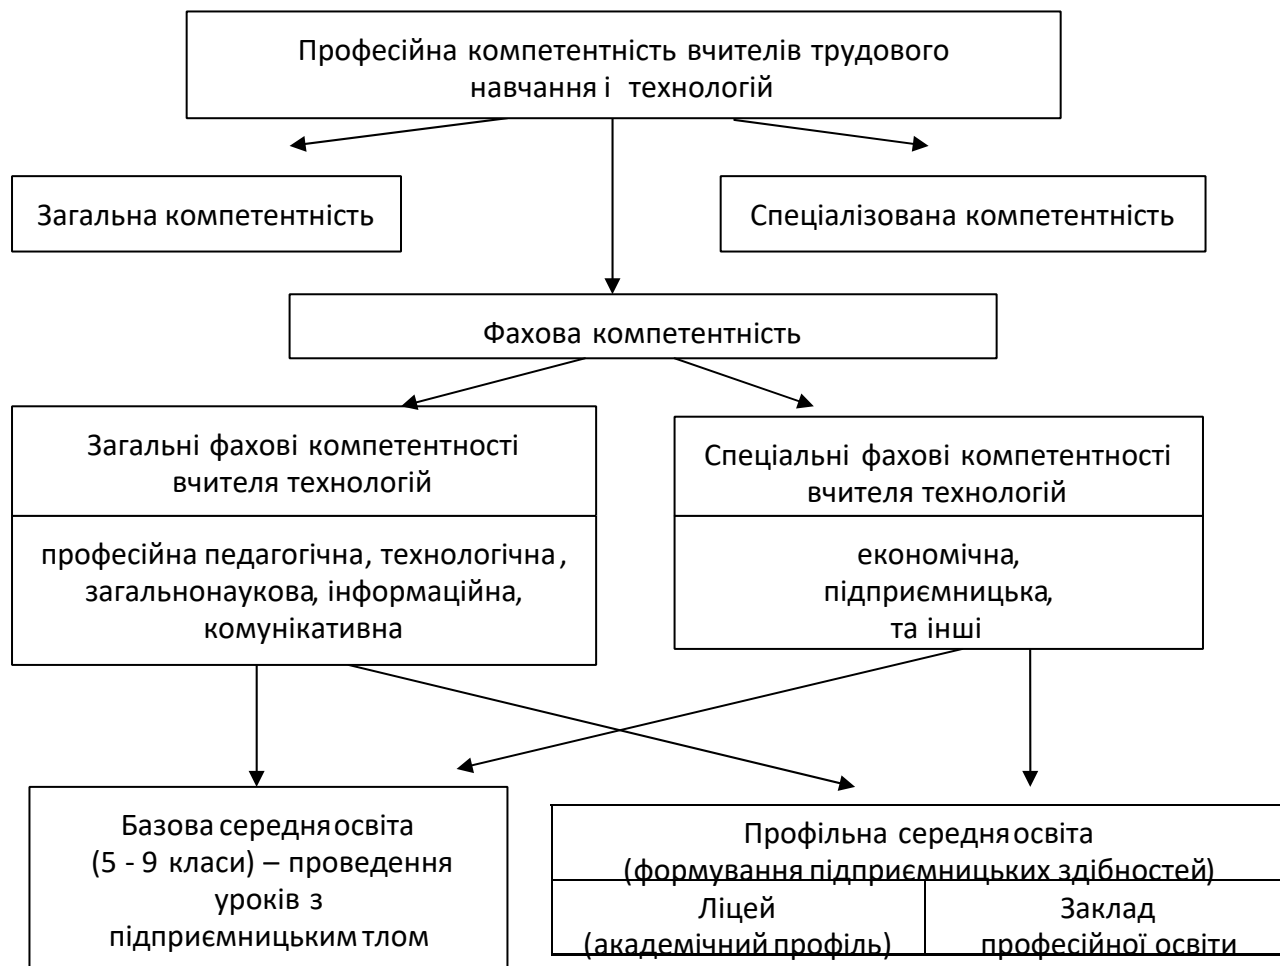 Професійна компетентність вчителів трудового
навчання і технологій
Загальна компетентність
Спеціалізована компетентність
Фахова компетентність
Загальні фахові компетентності
вчителя технологій
Спеціальні фахові компетентності
вчителя технологій
професійна педагогічна, технологічна,
загальнонаукова, інформаційна,
комунікативна
економічна,
підприємницька,
та інші
Базова середня освіта
(5 - 9 класи) – проведення
уроків з
підприємницьким тлом
Профільна середня освіта
(формування підприємницьких здібностей)
Ліцей
(академічний профіль)
Заклад
професійної освіти